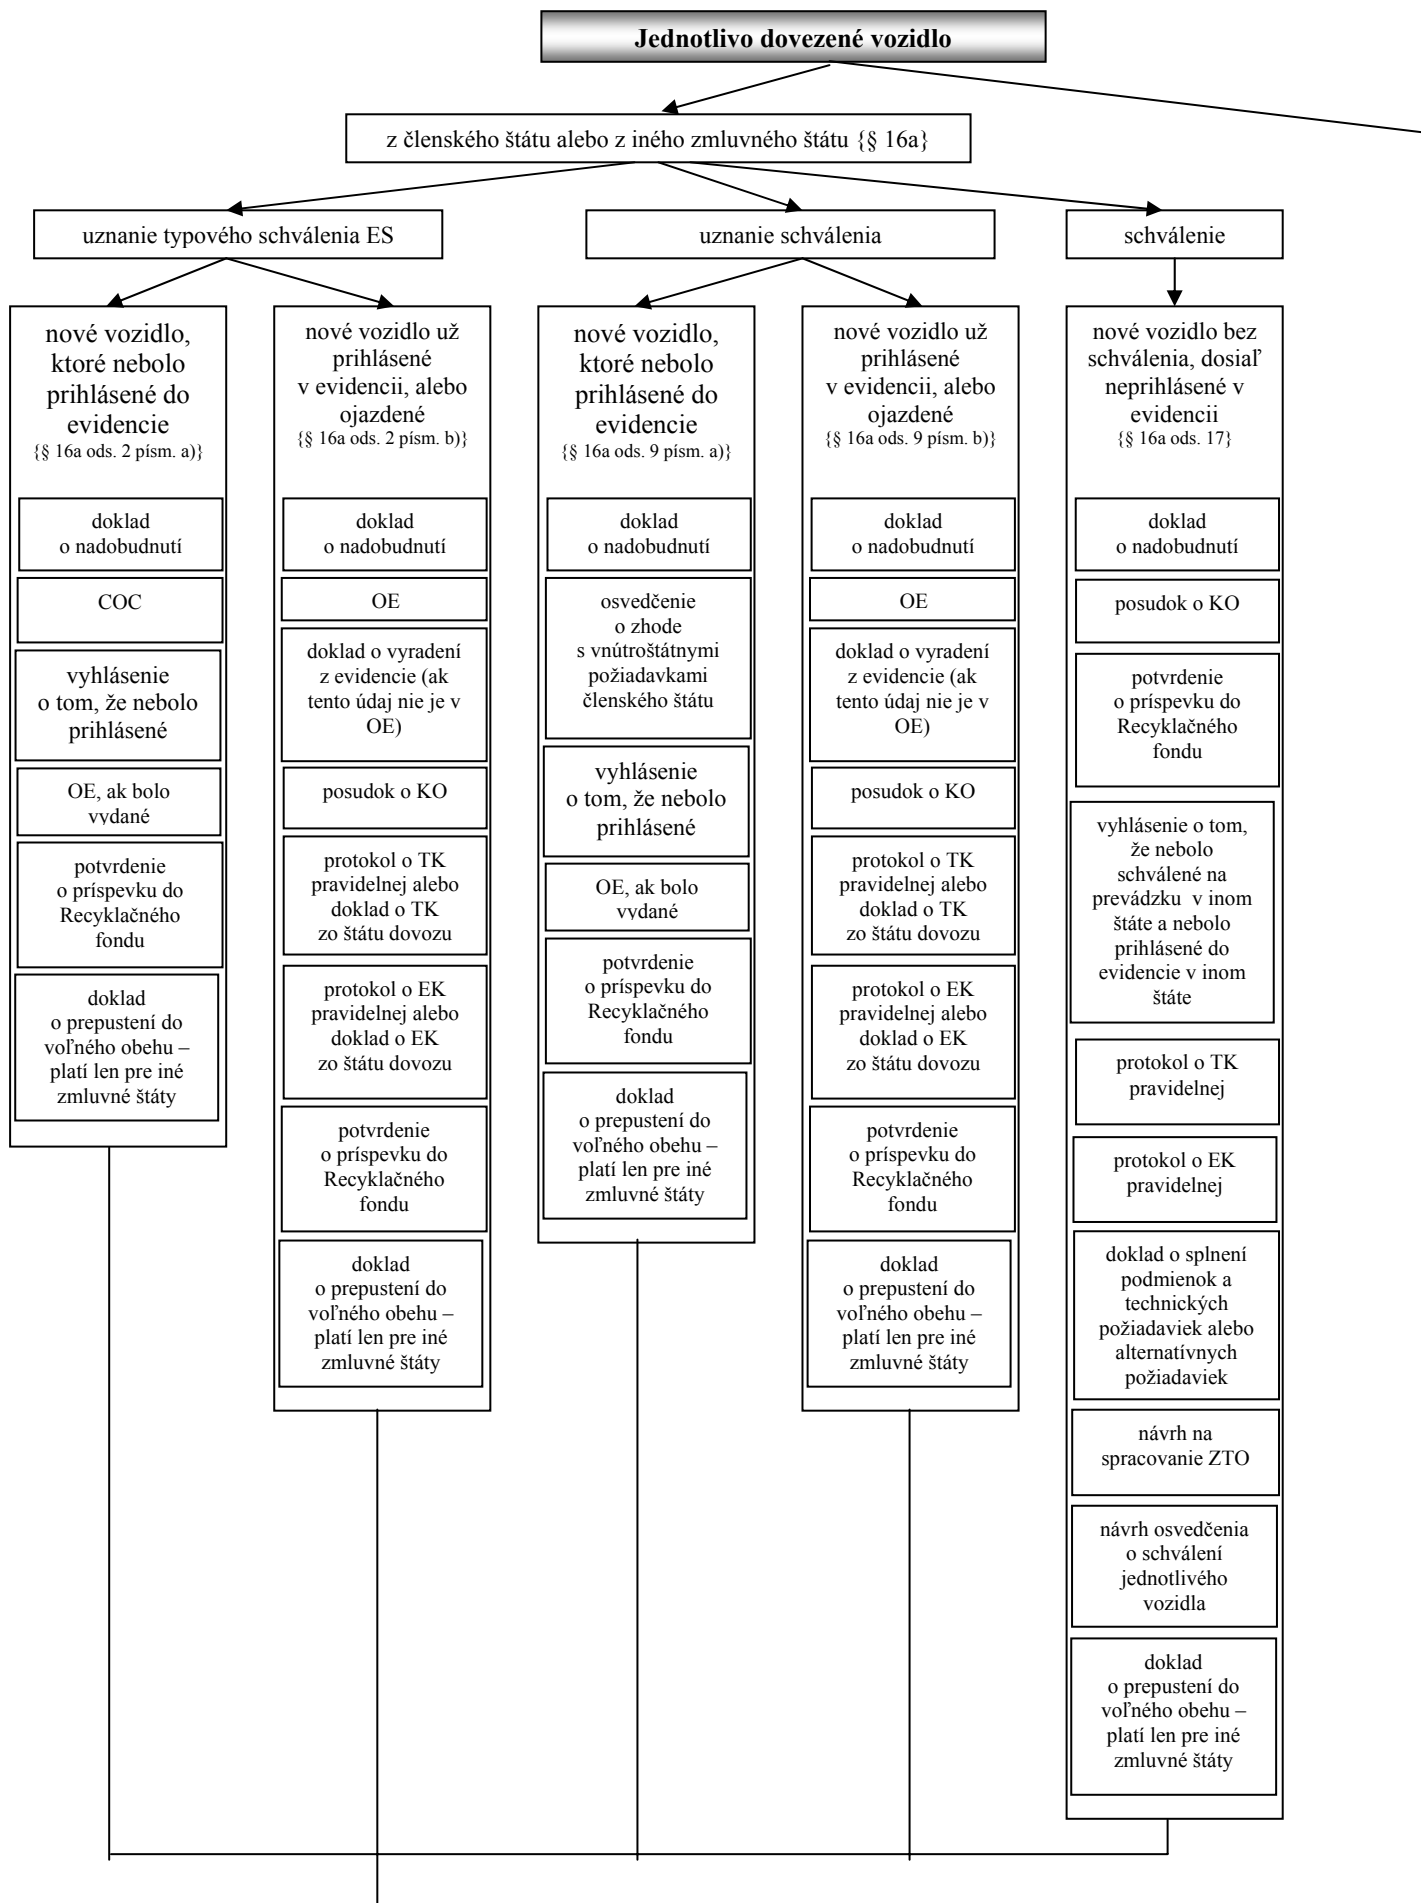 Jednotlivo dovezené vozidlo
z členského štátu alebo z iného zmluvného štátu {§ 16a}
uznanie typového schválenia ES
uznanie schválenia
schválenie
nové vozidlo,
ktoré nebolo
prihlásené do
evidencie
{§ 16a ods. 2 písm. a)}
doklad
o nadobudnutí
COC
vyhlásenie
o tom, že nebolo
prihlásené
OE, ak bolo
vydané
potvrdenie
o príspevku do
Recyklačného
fondu
doklad
o prepustení do
voľného obehu –
platí len pre iné
zmluvné štáty
nové vozidlo už
prihlásené
v evidencii, alebo
ojazdené
{§ 16a ods. 2 písm. b)}
doklad
o nadobudnutí
OE
doklad o vyradení
z evidencie (ak
tento údaj nie je v
OE)
posudok o KO
protokol o TK
pravidelnej alebo
doklad o TK
zo štátu dovozu
protokol o EK
pravidelnej alebo
doklad o EK
zo štátu dovozu
potvrdenie
o príspevku do
Recyklačného
fondu
doklad
o prepustení do
voľného obehu –
platí len pre iné
zmluvné štáty
nové vozidlo,
ktoré nebolo
prihlásené do
evidencie
{§ 16a ods. 9 písm. a)}
doklad
o nadobudnutí
osvedčenie
o zhode
s vnútroštátnymi
požiadavkami
členského štátu
vyhlásenie
o tom, že nebolo
prihlásené
OE, ak bolo
vydané
potvrdenie
o príspevku do
Recyklačného
fondu
doklad
o prepustení do
voľného obehu –
platí len pre iné
zmluvné štáty
nové vozidlo už
prihlásené
v evidencii, alebo
ojazdené
{§ 16a ods. 9 písm. b)}
doklad
o nadobudnutí
OE
doklad o vyradení
z evidencie (ak
tento údaj nie je v
OE)
posudok o KO
protokol o TK
pravidelnej alebo
doklad o TK
zo štátu dovozu
protokol o EK
pravidelnej alebo
doklad o EK
zo štátu dovozu
potvrdenie
o príspevku do
Recyklačného
fondu
doklad
o prepustení do
voľného obehu –
platí len pre iné
zmluvné štáty
nové vozidlo bez
schválenia, dosiaľ
neprihlásené v
evidencii
{§ 16a ods. 17}
doklad
o nadobudnutí
posudok o KO
potvrdenie
o príspevku do
Recyklačného
fondu
vyhlásenie o tom,
že nebolo
schválené na
prevádzku v inom
štáte a nebolo
prihlásené do
evidencie v inom
štáte
protokol o TK
pravidelnej
protokol o EK
pravidelnej
doklad o splnení
podmienok a
technických
požiadaviek alebo
alternatívnych
požiadaviek
návrh na
spracovanie ZTO
návrh osvedčenia
o schválení
jednotlivého
vozidla
doklad
o prepustení do
voľného obehu –
platí len pre iné
zmluvné štáty